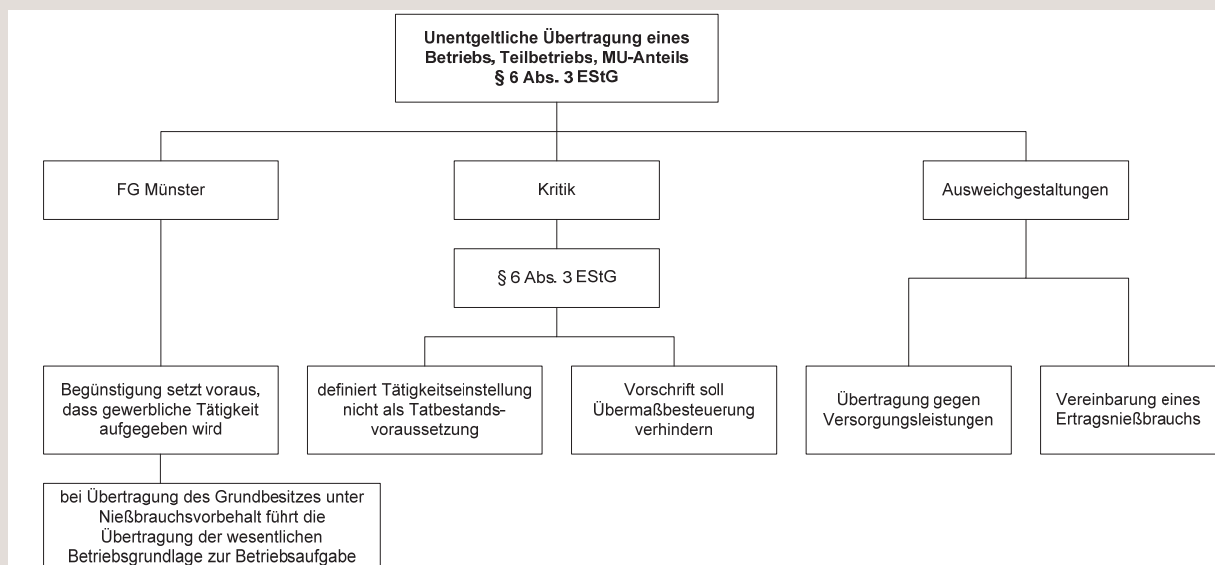 Unentgeltliche Übertragung eines
Betriebs, Teilbetriebs, MU-Anteils
§ 6 Abs. 3 EStG
FG Münster
Kritik
Ausweichgestaltungen
§ 6 Abs. 3 EStG
Begünstigung setzt voraus,
dass gewerbliche Tätigkeit
aufgegeben wird
definiert Tätigkeitseinstellung
nicht als Tatbestands-
voraussetzung
Vorschrift soll
Übermaßbesteuerung
verhindern
Übertragung gegen
Versorgungsleistungen
Vereinbarung eines
Ertragsnießbrauchs
bei Übertragung des Grundbesitzes unter
Nießbrauchsvorbehalt führt die
Übertragung der wesentlichen
Betriebsgrundlage zur Betriebsaufgabe